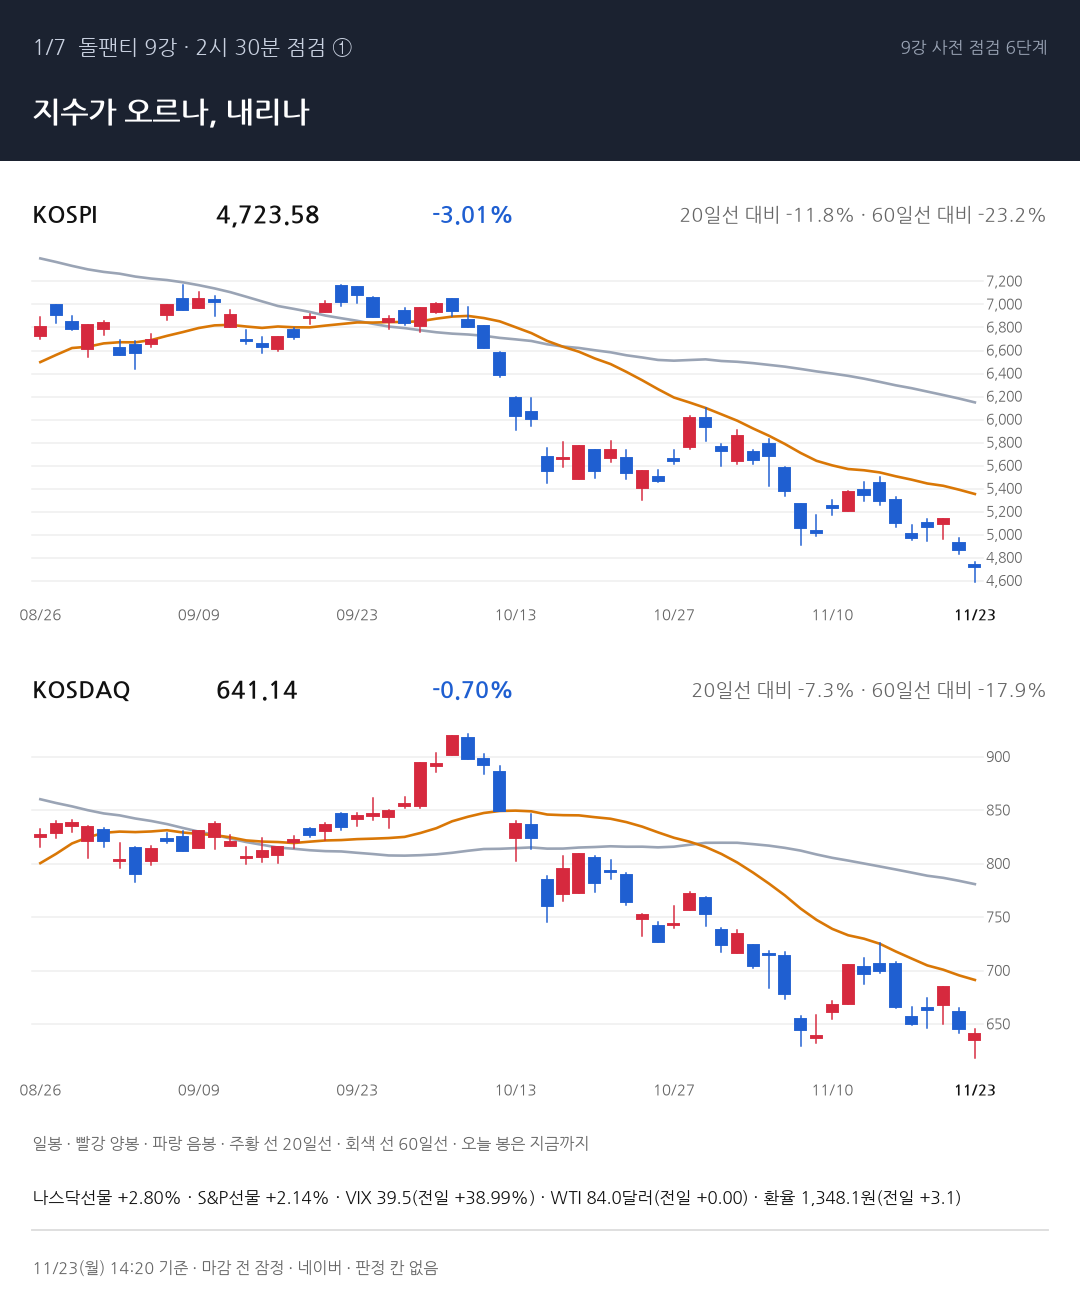 1/7 돌팬티 9강 · 2시 30분 점검 ①
9강 사전 점검 6단계
지수가 오르나, 내리나
KOSPI 4,723.58 -3.01% 20일선 대비 -11.8% · 60일선 대비 -23.2%
7,200
7,000
6,800
6,600
6,400
6,200
6,000
5,800
5,600
5,400
5,200
5,000
4,800
4,600
08/26 09/09 09/23 10/13 10/27 11/10 11/23
KOSDAQ 641.14 -0.70% 20일선 대비 -7.3% · 60일선 대비 -17.9%
900
850
800
750
700
650
08/26 09/09 09/23 10/13 10/27 11/10 11/23
일봉 · 빨강 양봉 · 파랑 음봉 · 주황 선 20일선 · 회색 선 60일선 · 오늘 봉은 지금까지
나스닥선물 +2.80% · S&P선물 +2.14% · VIX 39.5(전일 +38.99%) · WTI 84.0달러(전일 +0.00) · 환율 1,348.1원(전일 +3.1)
11/23(월) 14:20 기준 · 마감 전 잠정 · 네이버 · 판정 칸 없음